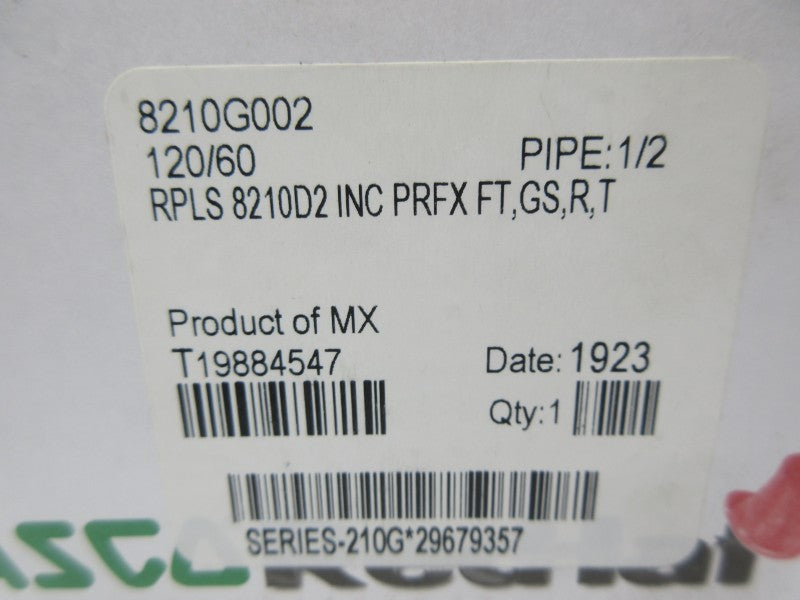 8210G002
120/60 PIPE: 1/2
RPLS 8210D2 INC PRFX FT,GS,R,T
Product of MX
T19884547 Date: 1923
Qty:1
SERIES-210G*29679357